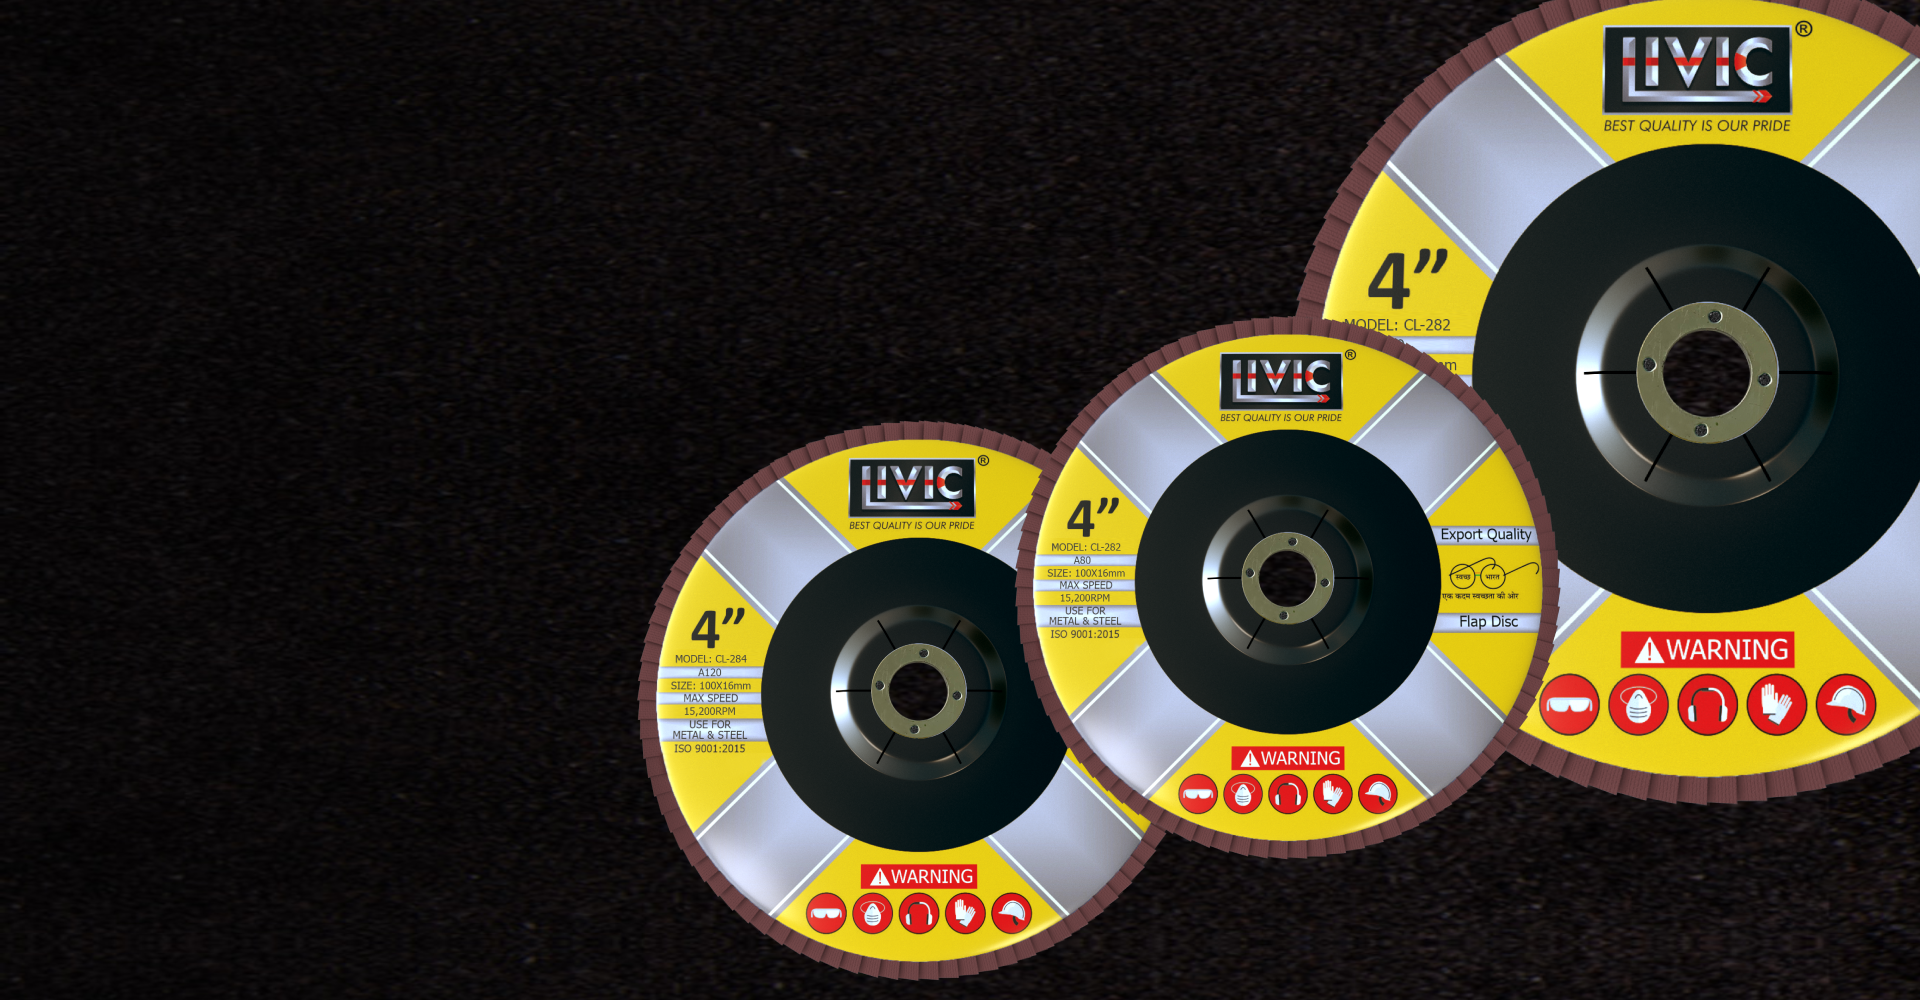 LIVIC ®
BEST QUALITY IS OUR PRIDE
4”
MODEL: CL-282
WARNING
LIVIC ®
BEST QUALITY IS OUR PRIDE
4”
MODEL: CL-282
A80
SIZE: 100X16mm
MAX SPEED
15,200RPM
USE FOR
METAL & STEEL
ISO 9001:2015
Export Quality
स्वच्छ भारत
एक कदम स्वच्छता की ओर
Flap Disc
WARNING
LIVIC ®
BEST QUALITY IS OUR PRIDE
4”
MODEL: CL-284
A120
SIZE: 100X16mm
MAX SPEED
15,200RPM
USE FOR
METAL & STEEL
ISO 9001:2015
WARNING